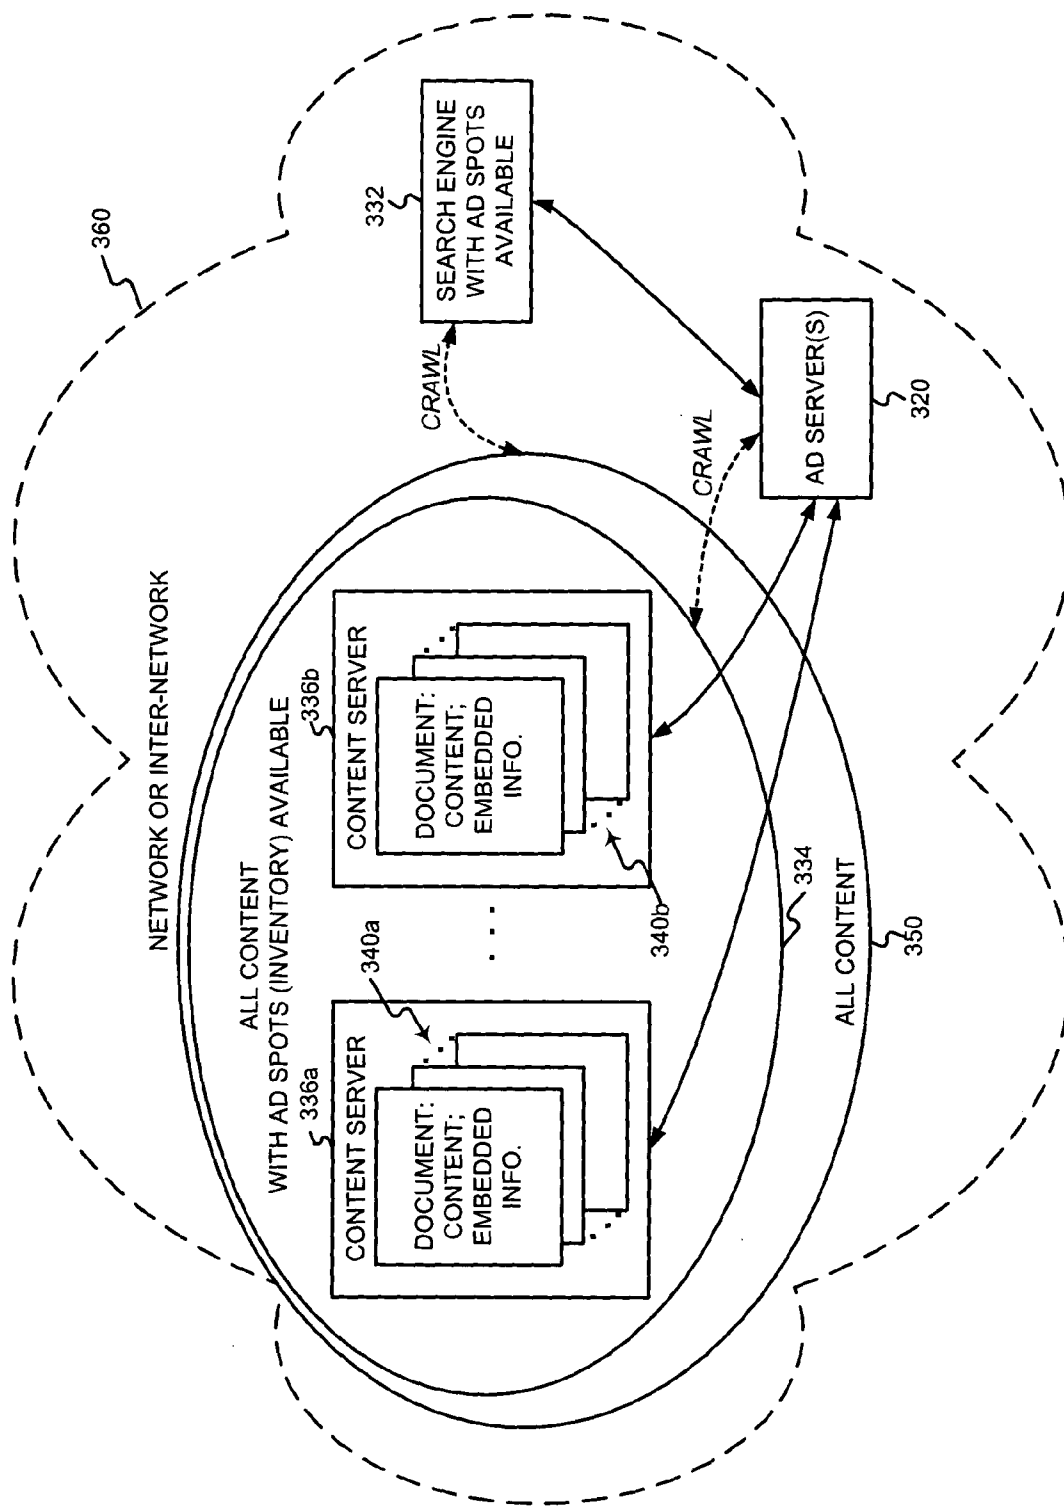 360
NETWORK OR INTER-NETWORK
ALL CONTENT
WITH AD SPOTS (INVENTORY) AVAILABLE
336a
CONTENT SERVER
DOCUMENT:
CONTENT;
EMBEDDED
INFO.
340a
336b
CONTENT SERVER
DOCUMENT:
CONTENT;
EMBEDDED
INFO.
340b
334
ALL CONTENT
350
CRAWL
332
SEARCH ENGINE
WITH AD SPOTS
AVAILABLE
CRAWL
AD SERVER(S)
320